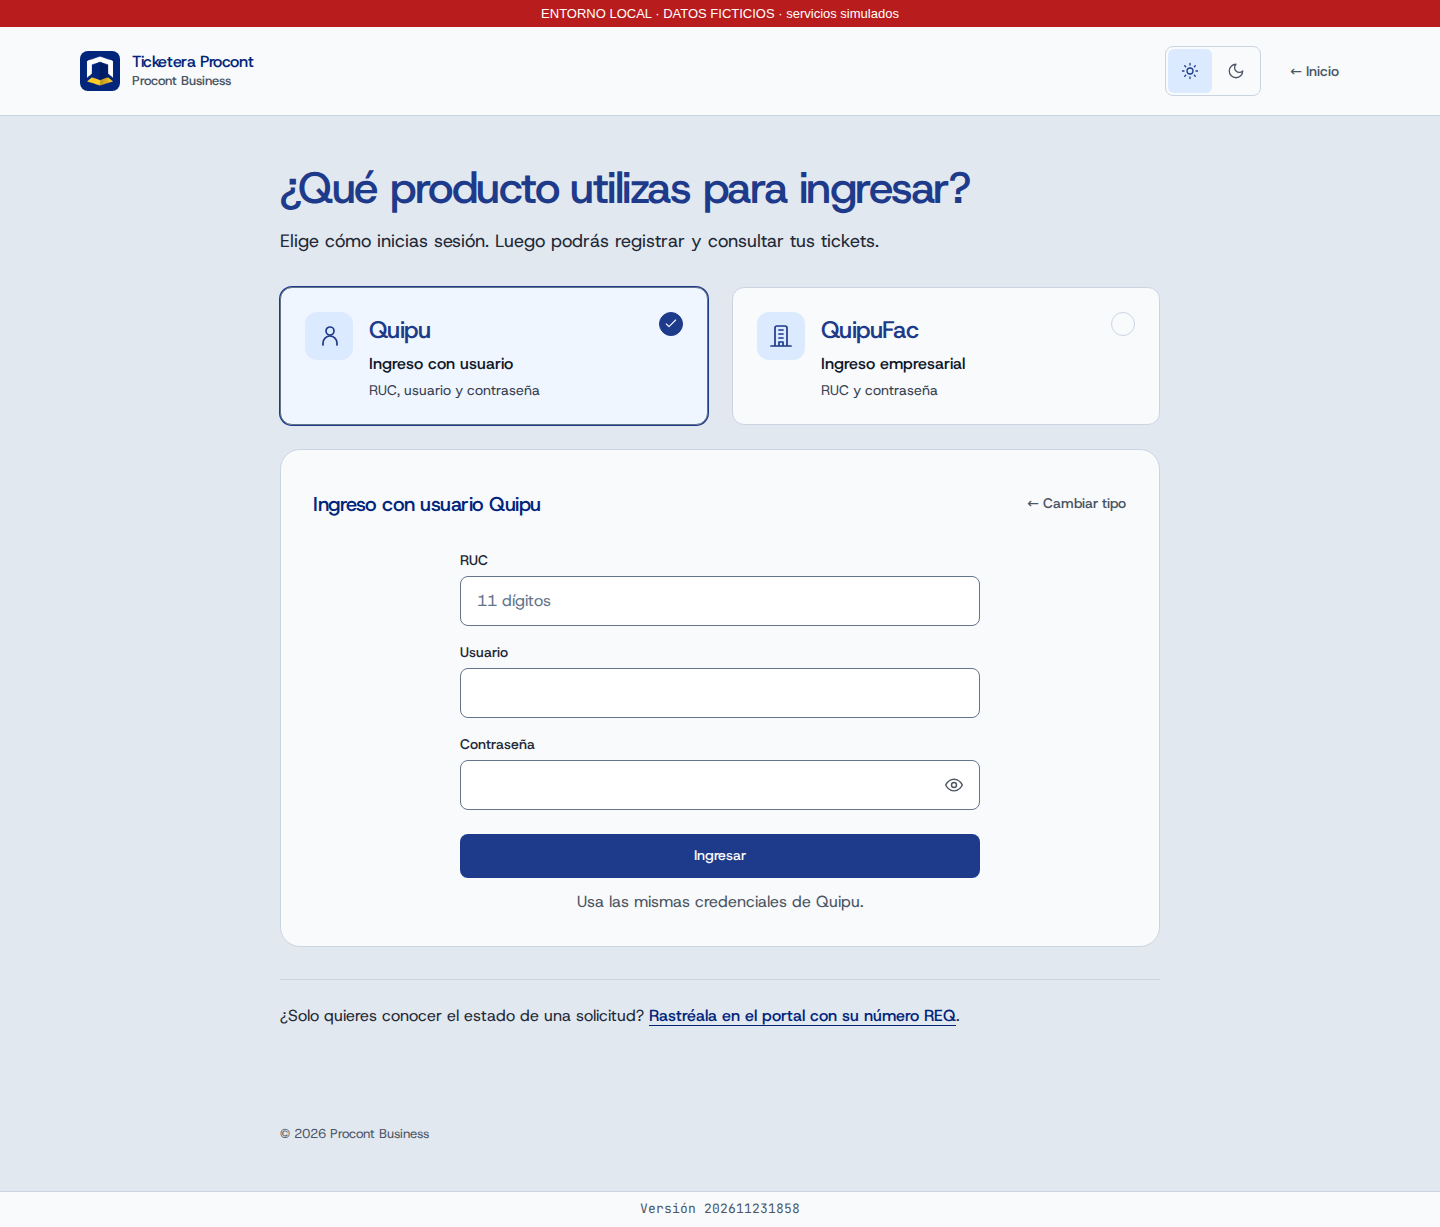 ENTORNO LOCAL · DATOS FICTICIOS · servicios simulados
Ticketera Procont
Procont Business
← Inicio
¿Qué producto utilizas para ingresar?
Elige cómo inicias sesión. Luego podrás registrar y consultar tus tickets.
Quipu
Ingreso con usuario
RUC, usuario y contraseña
QuipuFac
Ingreso empresarial
RUC y contraseña
Ingreso con usuario Quipu
← Cambiar tipo
RUC
11 dígitos
Usuario
Contraseña
Ingresar
Usa las mismas credenciales de Quipu.
¿Solo quieres conocer el estado de una solicitud? Rastréala en el portal con su número REQ.
© 2026 Procont Business
Versión 202611231858